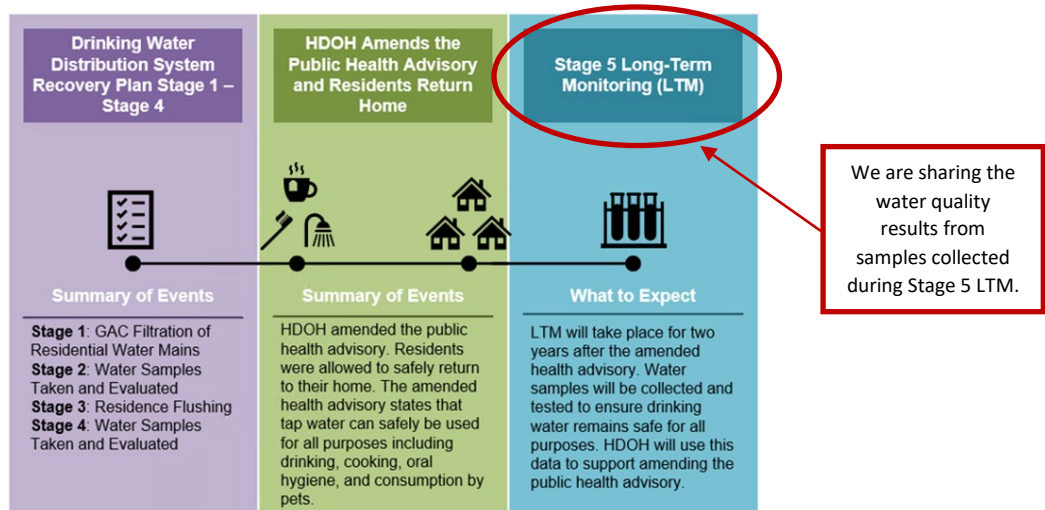 Drinking Water
Distribution System
Recovery Plan Stage 1 –
Stage 4
HDOH Amends the
Public Health Advisory
and Residents Return
Home
Stage 5 Long-Term
Monitoring (LTM)
We are sharing the
water quality
results from
samples collected
during Stage 5 LTM.
Summary of Events
Stage 1: GAC Filtration of
Residential Water Mains
Stage 2: Water Samples
Taken and Evaluated
Stage 3: Residence Flushing
Stage 4: Water Samples
Taken and Evaluated
Summary of Events
HDOH amended the public
health advisory. Residents
were allowed to safely return
to their home. The amended
health advisory states that
tap water can safely be used
for all purposes including
drinking, cooking, oral
hygiene, and consumption by
pets.
What to Expect
LTM will take place for two
years after the amended
health advisory. Water
samples will be collected and
tested to ensure drinking
water remains safe for all
purposes. HDOH will use this
data to support amending the
public health advisory.